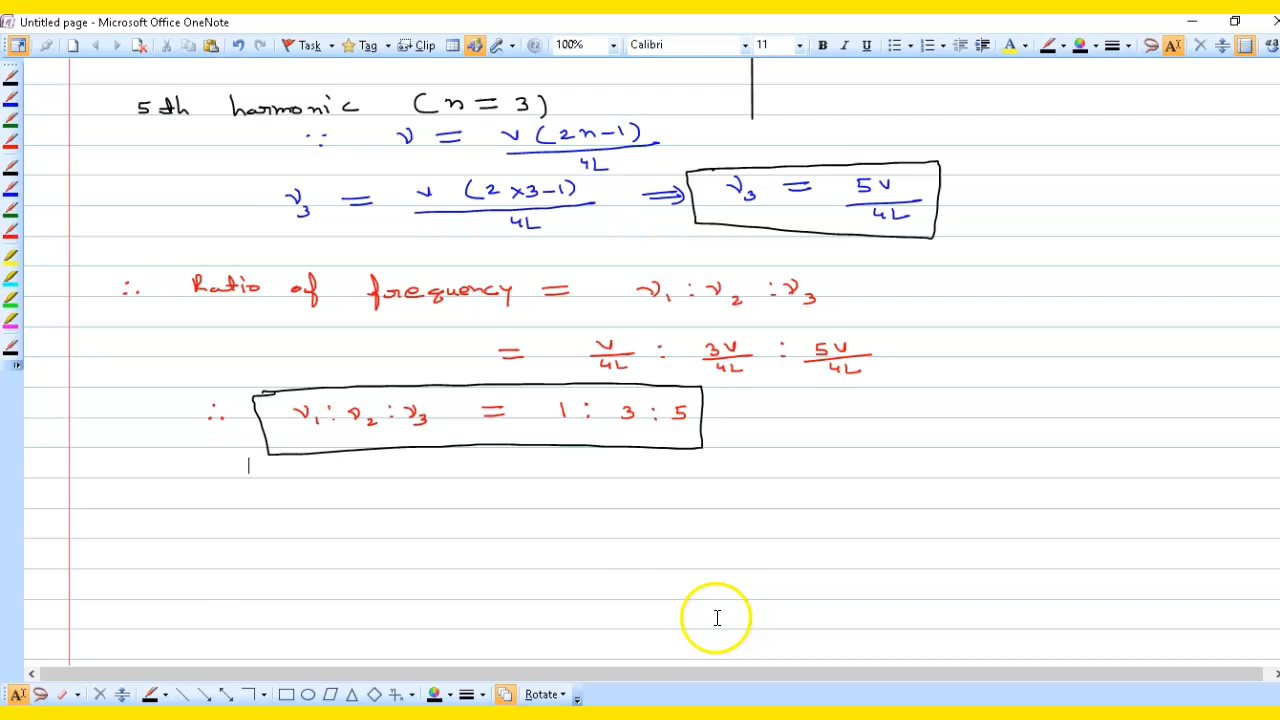 Untitled page - Microsoft Office OneNote
Task Tag Clip 100% Calibri 11 B I U A A
5th harmonic (n = 3)
∵ ν = v(2n-1)/4L
ν₃ = v (2×3-1)/4L ⟹ ν₃ = 5v/4L
∴ Ratio of frequency = ν₁ : ν₂ : ν₃
= v/4L : 3v/4L : 5v/4L
∴ ν₁ : ν₂ : ν₃ = 1 : 3 : 5
A Rotate